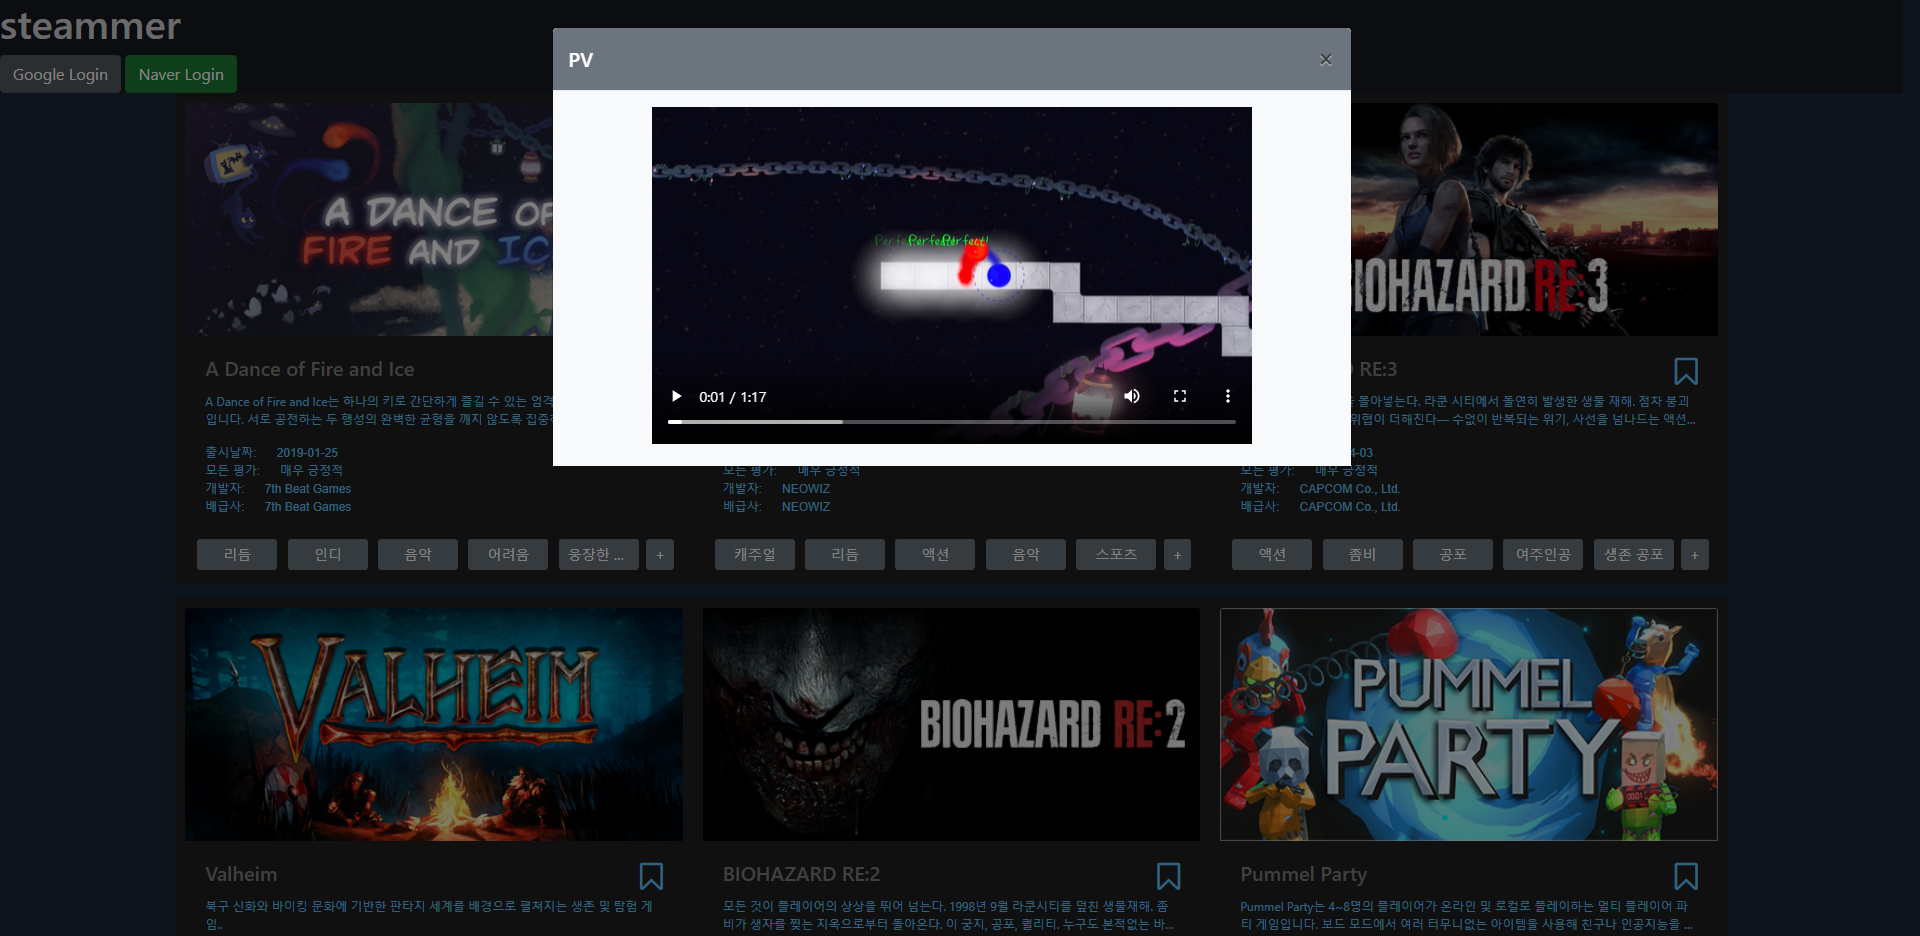 steammer
Google Login
Naver Login
PV
×
A DANCE OF
FIRE AND IC
Perfect!
0:01 / 1:17
BIOHAZARD RE:3
A Dance of Fire and Ice
A Dance of Fire and Ice는 하나의 키로 간단하게 즐길 수 있는 엄격
입니다. 서로 공전하는 두 행성의 완벽한 균형을 깨지 않도록 집중
출시날짜: 2019-01-25
모든 평가: 매우 긍정적
개발자: 7th Beat Games
배급사: 7th Beat Games
리듬
인디
음악
어려움
웅장한 ...
+
모든 평가: 매우 긍정적
개발자: NEOWIZ
배급사: NEOWIZ
캐주얼
리듬
액션
음악
스포츠
+
RE:3
몰아넣는다. 라쿤 시티에서 돌연히 발생한 생물 재해. 점차 붕괴
위협이 더해진다— 수없이 반복되는 위기, 사선을 넘나드는 액션...
4-03
모든 평가: 매우 긍정적
개발자: CAPCOM Co., Ltd.
배급사: CAPCOM Co., Ltd.
액션
좀비
공포
여주인공
생존 공포
+
VALHEIM
BIOHAZARD RE:2
PUMMEL
PARTY
Valheim
북구 신화와 바이킹 문화에 기반한 판타지 세계를 배경으로 펼쳐지는 생존 및 탐험 게
임..
BIOHAZARD RE:2
모든 것이 플레이어의 상상을 뛰어 넘는다. 1998년 9월 라쿤시티를 덮친 생물재해. 좀
비가 생자를 찢는 지옥으로부터 돌아온다. 이 궁지, 공포, 퀄리티. 누구도 본적없는 바...
Pummel Party
Pummel Party는 4~8명의 플레이어가 온라인 및 로컬로 플레이하는 멀티 플레이어 파
티 게임입니다. 보드 모드에서 여러 터무니없는 아이템을 사용해 친구나 인공지능을 ...